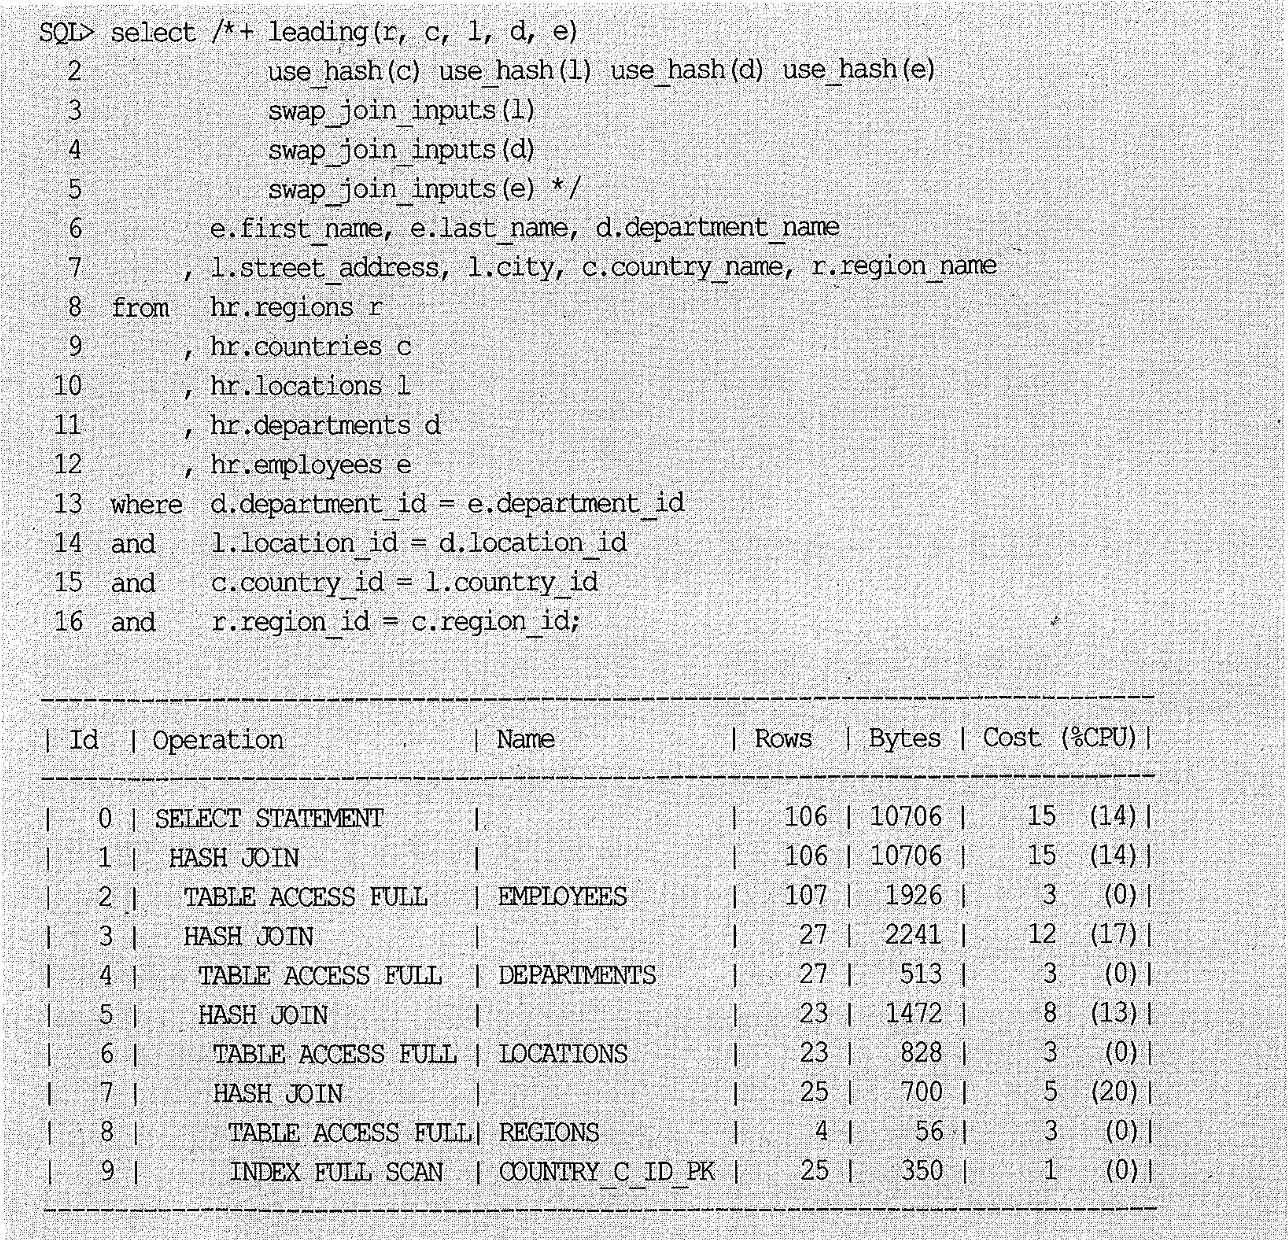 SQL> select /*+ leading(r, c, l, d, e)
  2             use_hash(c) use_hash(l) use_hash(d) use_hash(e)
  3             swap_join_inputs(l)
  4             swap_join_inputs(d)
  5             swap_join_inputs(e) */
  6         e.first_name, e.last_name, d.department_name
  7       , l.street_address, l.city, c.country_name, r.region_name
  8  from   hr.regions r
  9       , hr.countries c
 10       , hr.locations l
 11       , hr.departments d
 12       , hr.employees e
 13  where  d.department_id = e.department_id
 14  and    l.location_id = d.location_id
 15  and    c.country_id = l.country_id
 16  and    r.region_id = c.region_id;
--------------------------------------------------------------------------------
| Id  | Operation             | Name            | Rows  | Bytes | Cost (%CPU)|
--------------------------------------------------------------------------------
|   0 | SELECT STATEMENT      |                 |   106 | 10706 |    15  (14)|
|   1 |  HASH JOIN            |                 |   106 | 10706 |    15  (14)|
|   2 |   TABLE ACCESS FULL   | EMPLOYEES       |   107 |  1926 |     3   (0)|
|   3 |   HASH JOIN           |                 |    27 |  2241 |    12  (17)|
|   4 |    TABLE ACCESS FULL  | DEPARTMENTS     |    27 |   513 |     3   (0)|
|   5 |    HASH JOIN          |                 |    23 |  1472 |     8  (13)|
|   6 |     TABLE ACCESS FULL | LOCATIONS       |    23 |   828 |     3   (0)|
|   7 |     HASH JOIN         |                 |    25 |   700 |     5  (20)|
|   8 |      TABLE ACCESS FULL| REGIONS         |     4 |    56 |     3   (0)|
|   9 |      INDEX FULL SCAN  | COUNTRY_C_ID_PK |    25 |   350 |     1   (0)|
--------------------------------------------------------------------------------